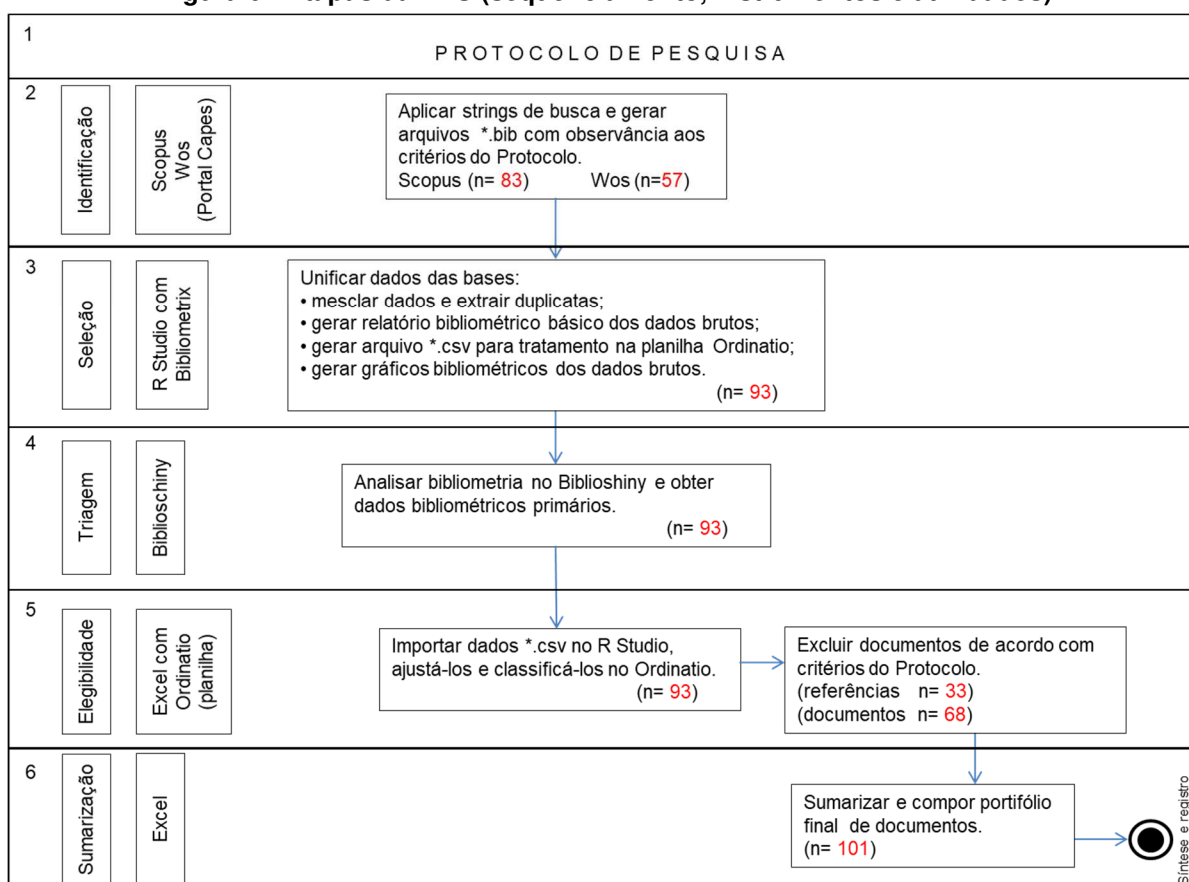 1
P R O T O C O L O D E P E S Q U I S A
2
Identificação
Scopus
Wos
(Portal Capes)
Aplicar strings de busca e gerar
arquivos *.bib com observância aos
critérios do Protocolo.
Scopus (n= 83) Wos (n=57)
3
Seleção
R Studio com
Bibliometrix
Unificar dados das bases:
• mesclar dados e extrair duplicatas;
• gerar relatório bibliométrico básico dos dados brutos;
• gerar arquivo *.csv para tratamento na planilha Ordinatio;
• gerar gráficos bibliométricos dos dados brutos.
(n= 93)
4
Triagem
Biblioschiny
Analisar bibliometria no Biblioshiny e obter
dados bibliométricos primários.
(n= 93)
5
Elegibilidade
Excel com
Ordinatio
(planilha)
Importar dados *.csv no R Studio,
ajustá-los e classificá-los no Ordinatio.
(n= 93)
Excluir documentos de acordo com
critérios do Protocolo.
(referências n= 33)
(documentos n= 68)
6
Sumarização
Excel
Sumarizar e compor portifólio
final de documentos.
(n= 101)
Síntese e registro